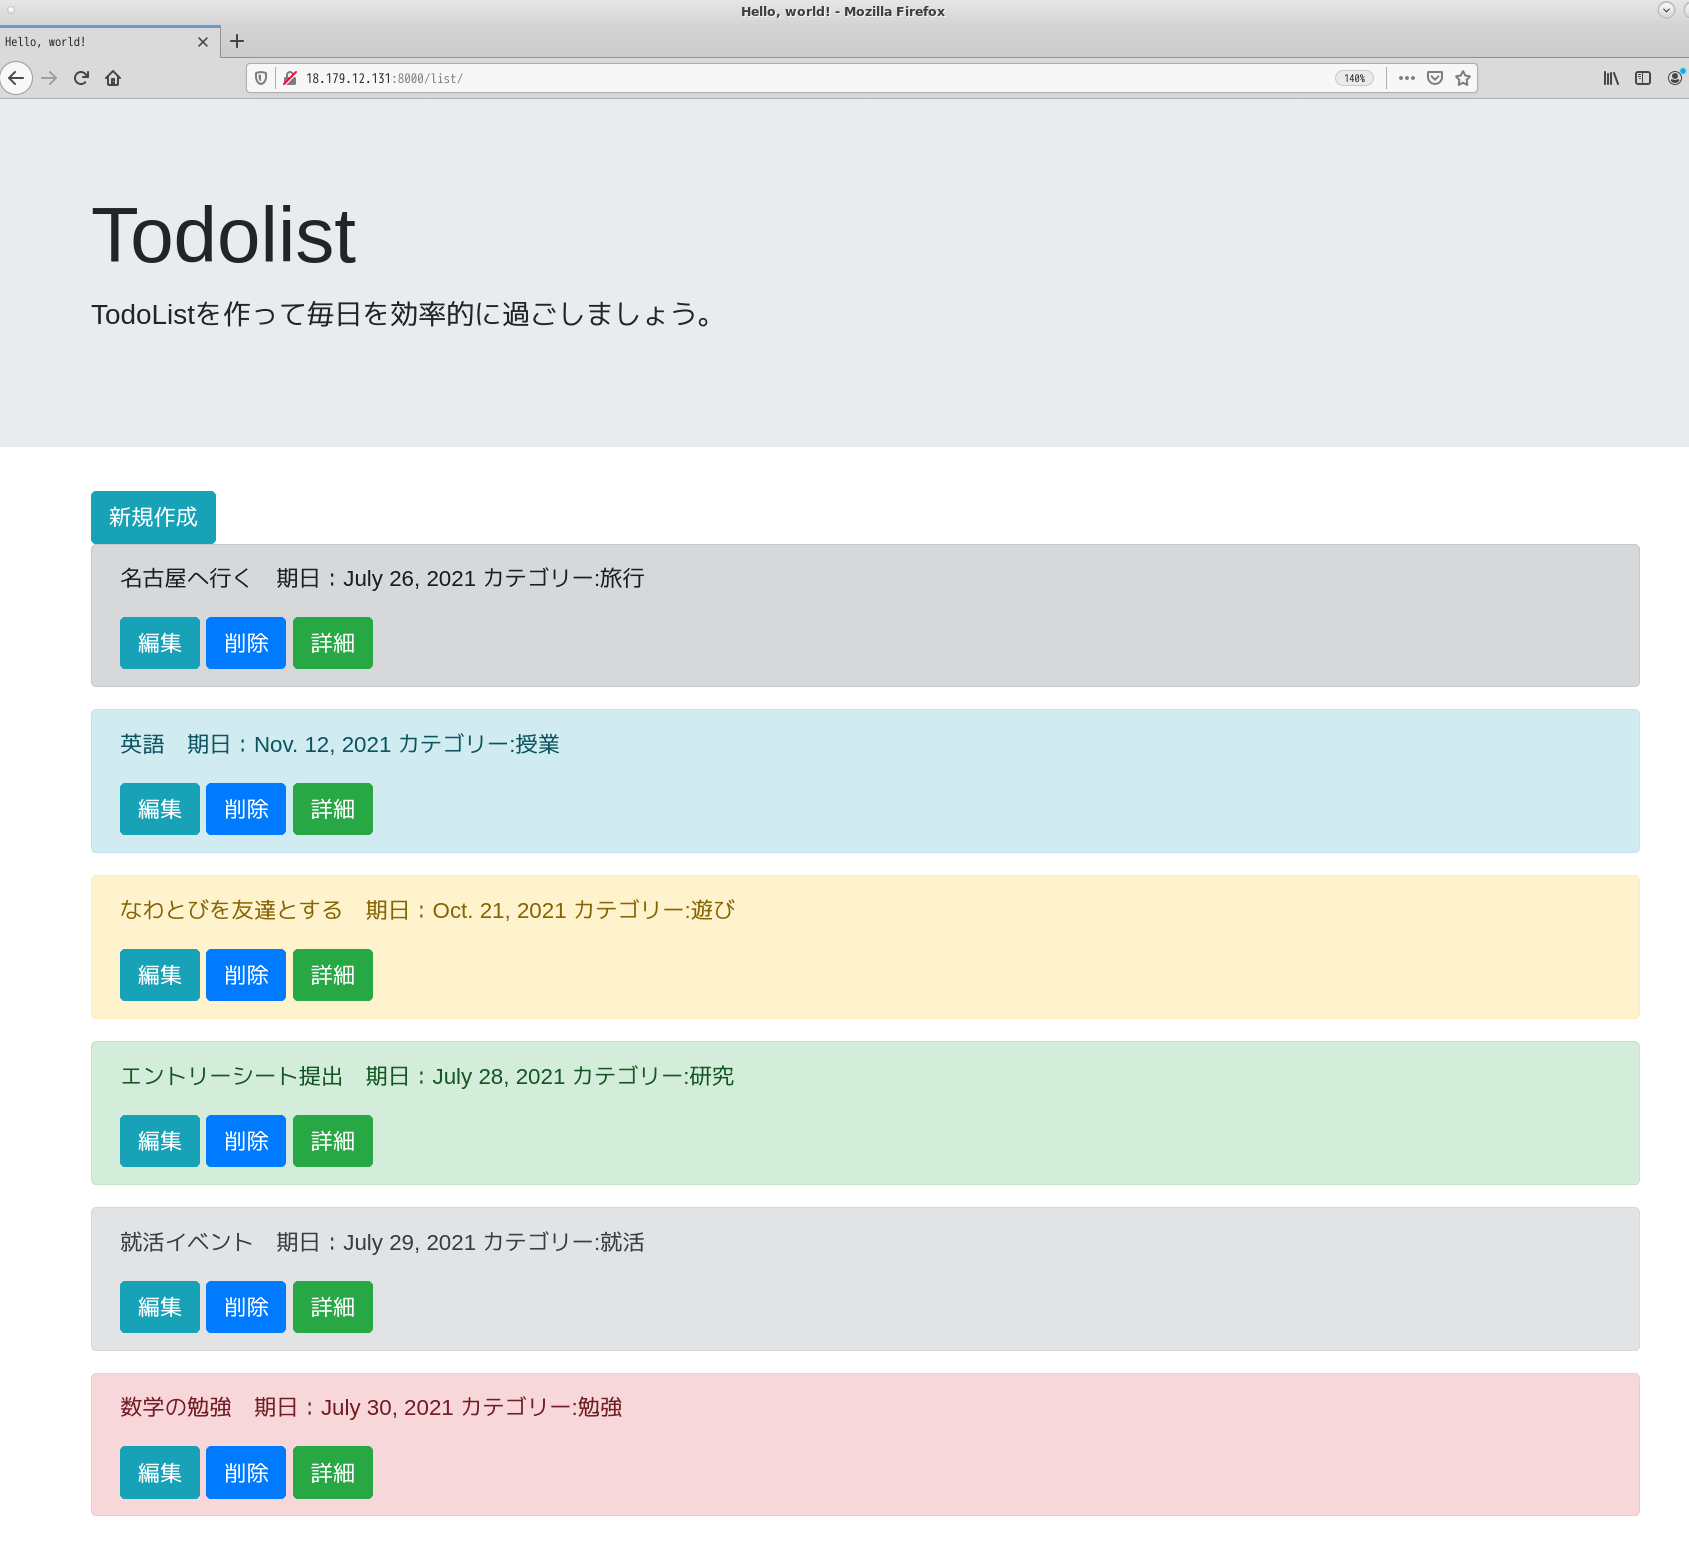 Hello, world! - Mozilla Firefox
Hello, world!
18.179.12.131:8000/list/
140%
Todolist
TodoListを作って毎日を効率的に過ごしましょう。
新規作成
名古屋へ行く　期日：July 26, 2021 カテゴリー:旅行
編集 削除 詳細
英語　期日：Nov. 12, 2021 カテゴリー:授業
編集 削除 詳細
なわとびを友達とする　期日：Oct. 21, 2021 カテゴリー:遊び
編集 削除 詳細
エントリーシート提出　期日：July 28, 2021 カテゴリー:研究
編集 削除 詳細
就活イベント　期日：July 29, 2021 カテゴリー:就活
編集 削除 詳細
数学の勉強　期日：July 30, 2021 カテゴリー:勉強
編集 削除 詳細